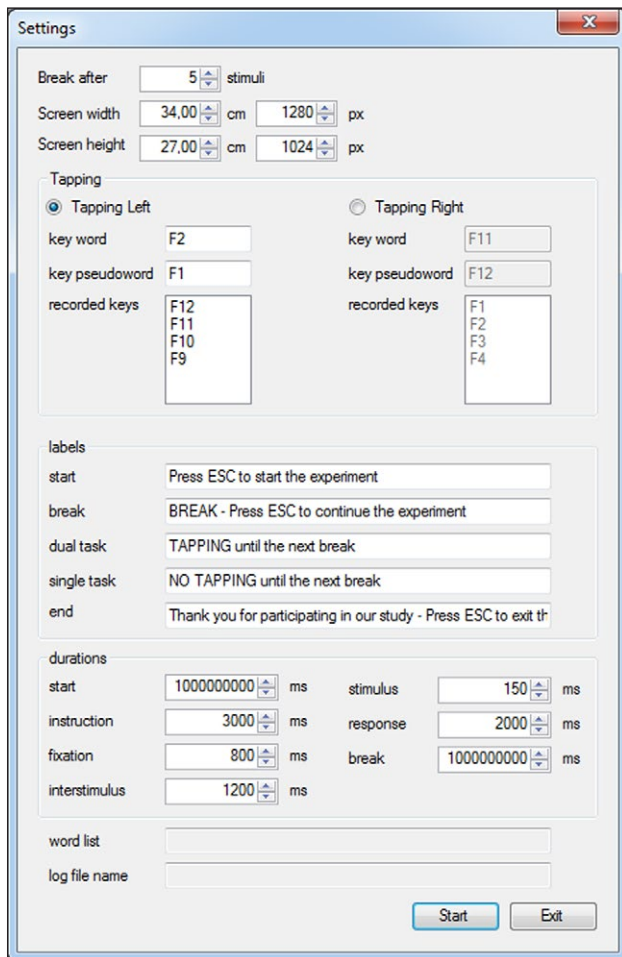 Settings
Break after 5 stimuli
Screen width 34,00 cm 1280 px
Screen height 27,00 cm 1024 px
Tapping
Tapping Left Tapping Right
key word F2 key word F11
key pseudoword F1 key pseudoword F12
recorded keys F12 recorded keys F1
F11 F2
F10 F3
F9 F4
labels
start Press ESC to start the experiment
break BREAK - Press ESC to continue the experiment
dual task TAPPING until the next break
single task NO TAPPING until the next break
end Thank you for participating in our study - Press ESC to exit th
durations
start 1000000000 ms stimulus 150 ms
instruction 3000 ms response 2000 ms
fixation 800 ms break 1000000000 ms
interstimulus 1200 ms
word list
log file name
Start Exit